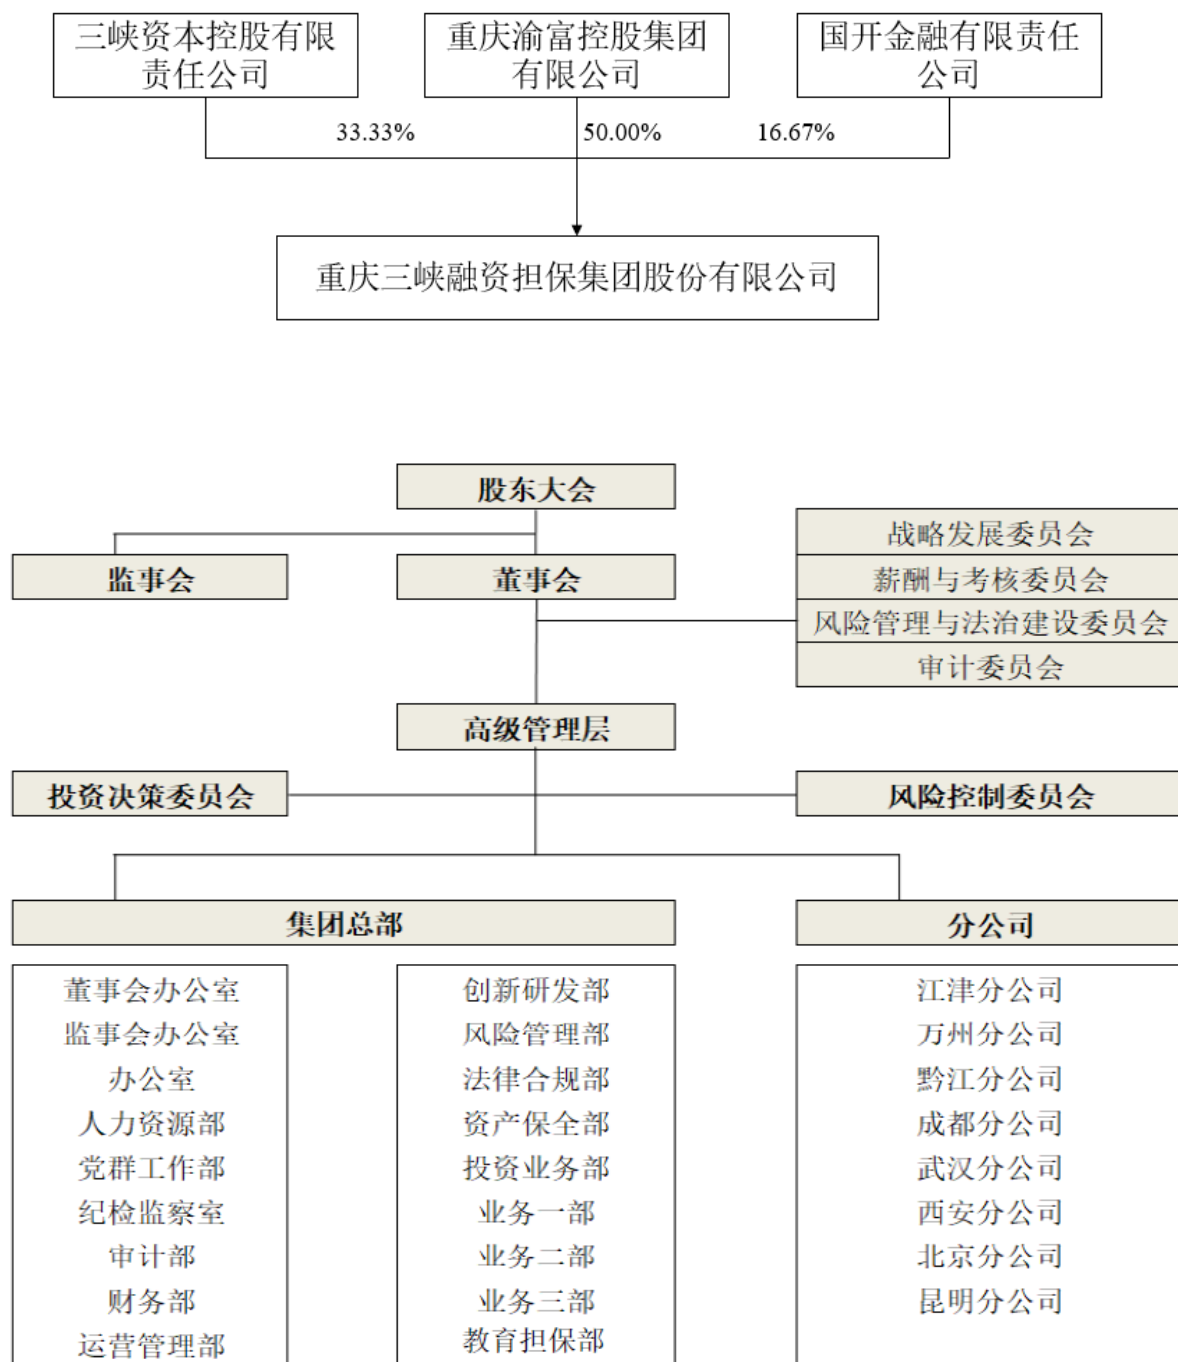 三峡资本控股有限
责任公司
重庆渝富控股集团
有限公司
国开金融有限责任
公司
33.33%
50.00%
16.67%
重庆三峡融资担保集团股份有限公司
股东大会
监事会
董事会
战略发展委员会
薪酬与考核委员会
风险管理与法治建设委员会
审计委员会
高级管理层
投资决策委员会
风险控制委员会
集团总部
分公司
董事会办公室
监事会办公室
办公室
人力资源部
党群工作部
纪检监察室
审计部
财务部
运营管理部
创新研发部
风险管理部
法律合规部
资产保全部
投资业务部
业务一部
业务二部
业务三部
教育担保部
江津分公司
万州分公司
黔江分公司
成都分公司
武汉分公司
西安分公司
北京分公司
昆明分公司